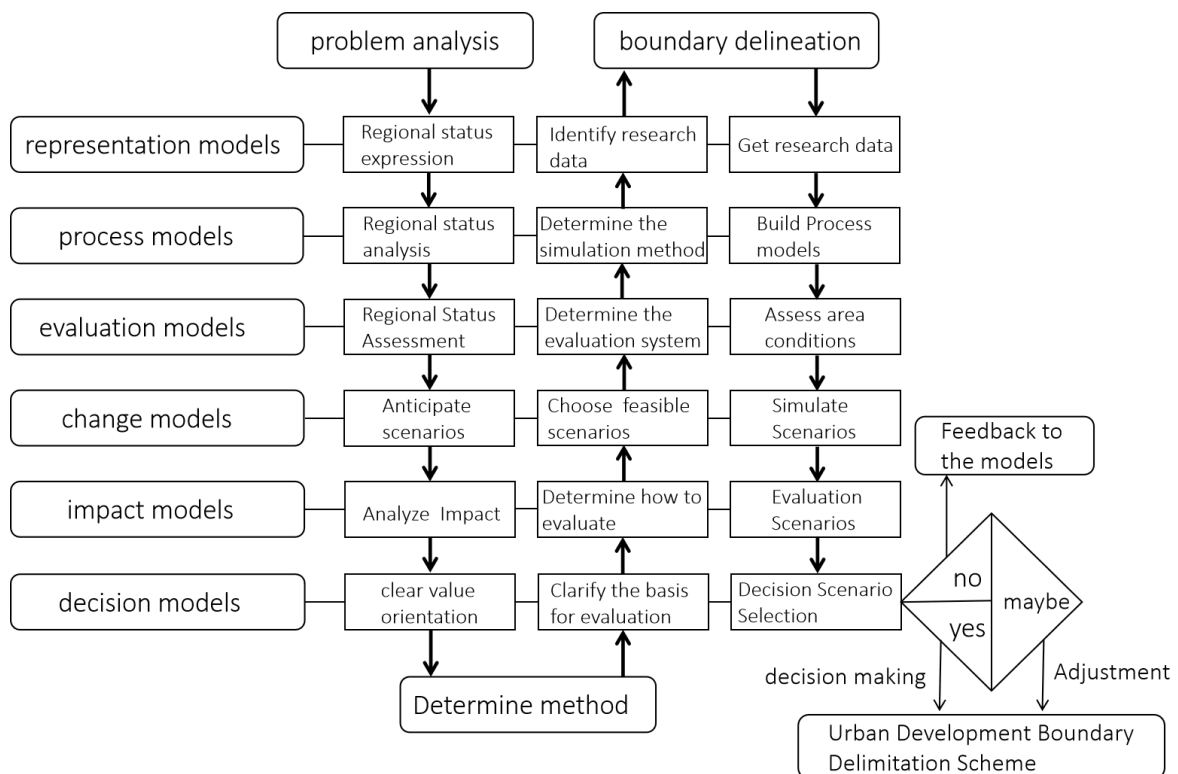 problem analysis
boundary delineation
representation models
Regional status
expression
Identify research
data
Get research data
process models
Regional status
analysis
Determine the
simulation method
Build Process
models
evaluation models
Regional Status
Assessment
Determine the
evaluation system
Assess area
conditions
change models
Anticipate
scenarios
Choose feasible
scenarios
Simulate
Scenarios
Feedback to
the models
impact models
Analyze Impact
Determine how to
evaluate
Evaluation
Scenarios
decision models
clear value
orientation
Clarify the basis
for evaluation
Decision Scenario
Selection
no
yes
maybe
decision making
Adjustment
Determine method
Urban Development Boundary
Delimitation Scheme